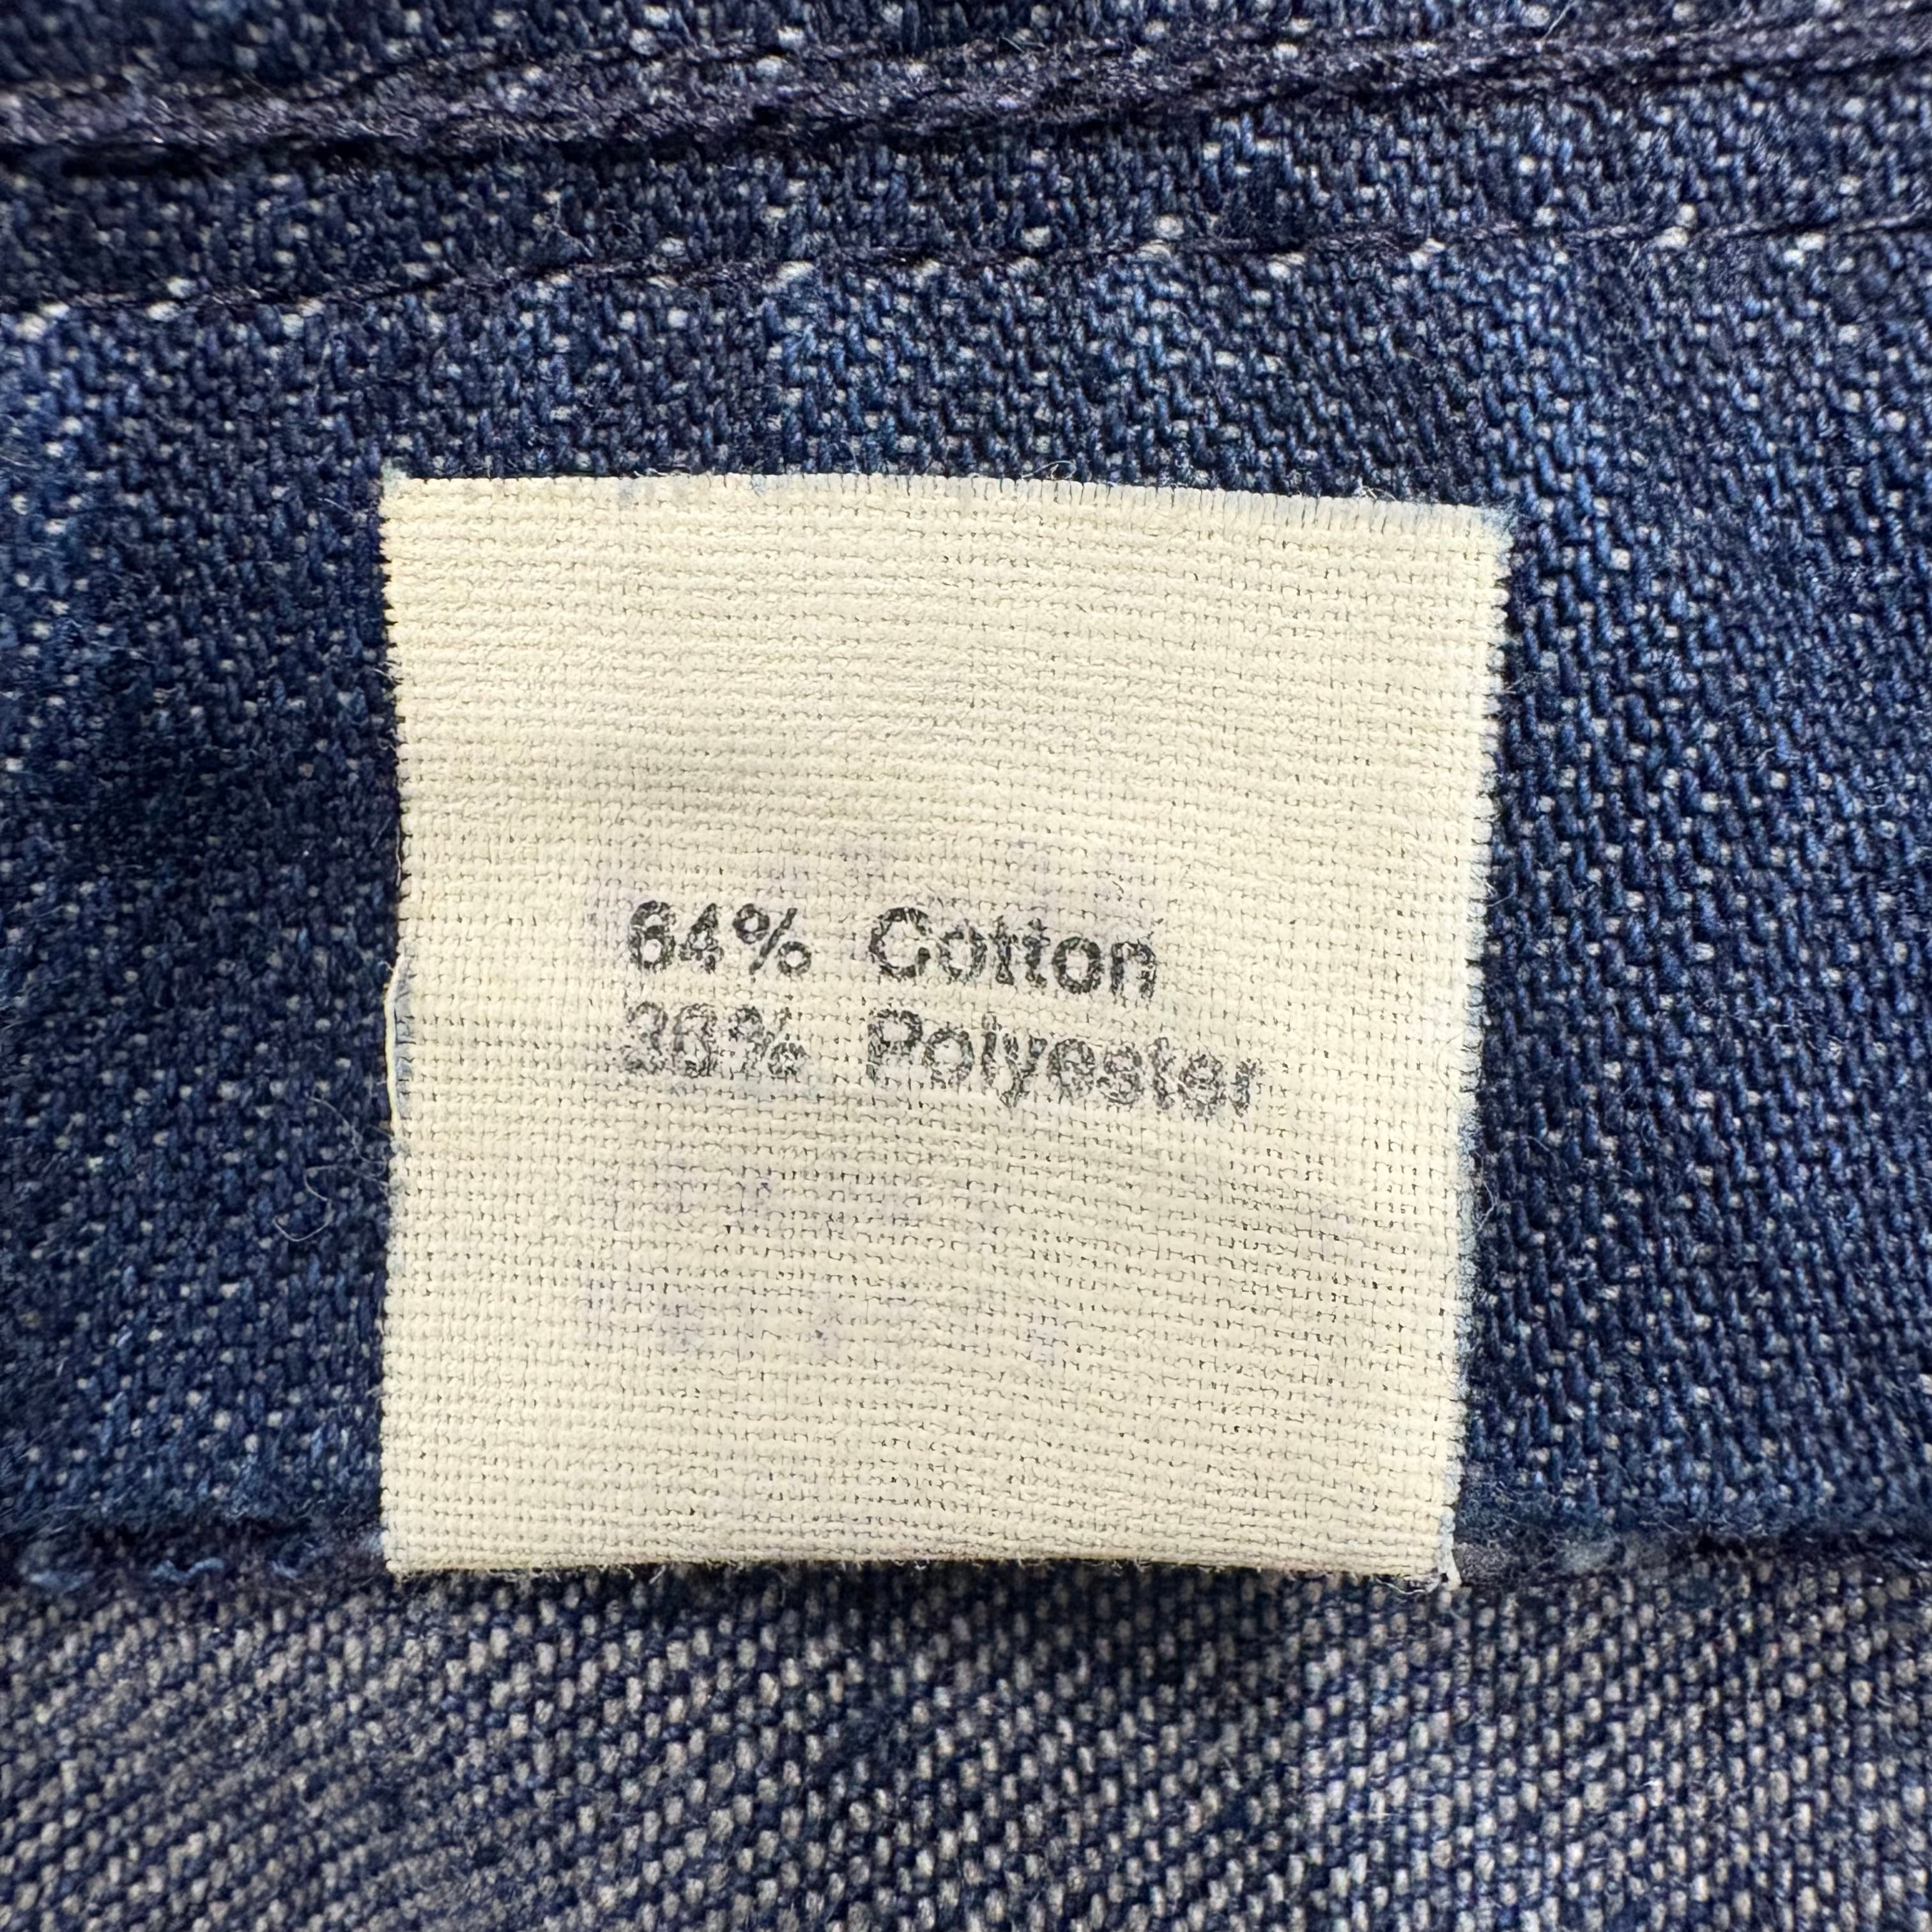 64% Cotton
36% Polyester